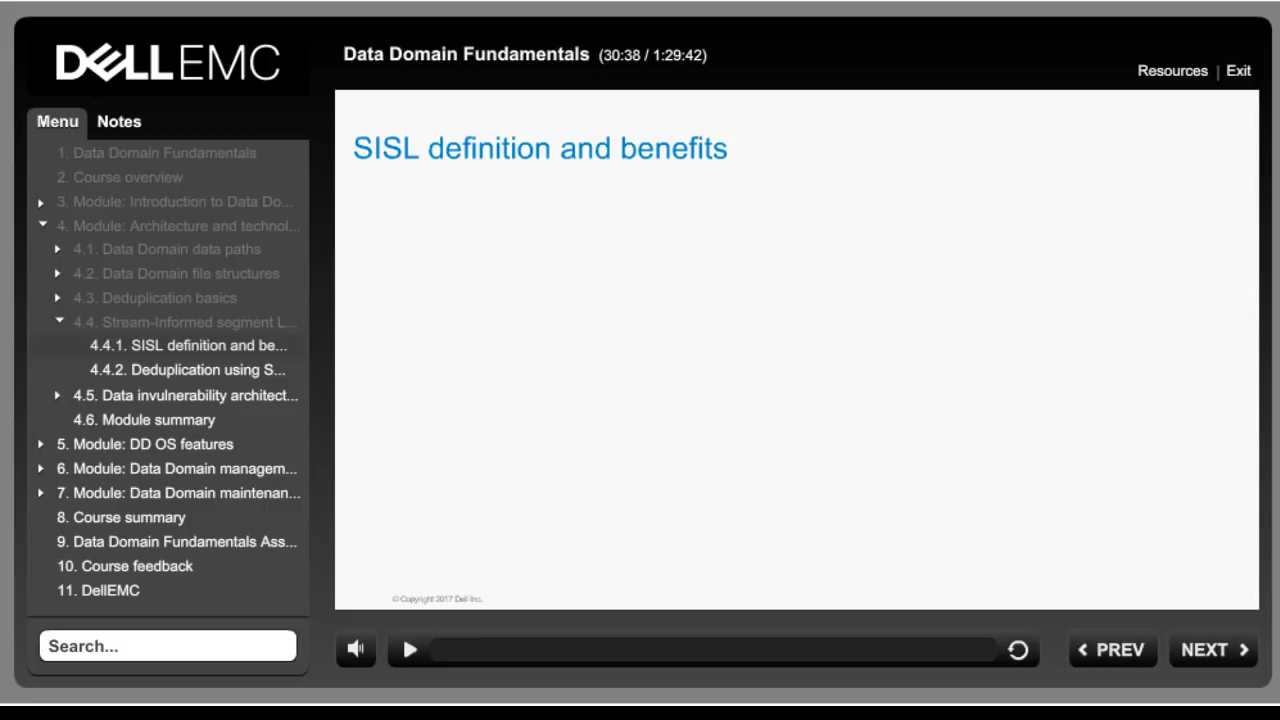 DELLEMC
Data Domain Fundamentals (30:38 / 1:29:42)
Resources | Exit
Menu Notes
1. Data Domain Fundamentals
2. Course overview
3. Module: Introduction to Data Do...
4. Module: Architecture and technol...
4.1. Data Domain data paths
4.2. Data Domain file structures
4.3. Deduplication basics
4.4. Stream-Informed segment L...
4.4.1. SISL definition and be...
4.4.2. Deduplication using S...
4.5. Data invulnerability architect...
4.6. Module summary
5. Module: DD OS features
6. Module: Data Domain managem...
7. Module: Data Domain maintenan...
8. Course summary
9. Data Domain Fundamentals Ass...
10. Course feedback
11. DellEMC
Search...
SISL definition and benefits
© Copyright 2017 Dell Inc.
PREV
NEXT